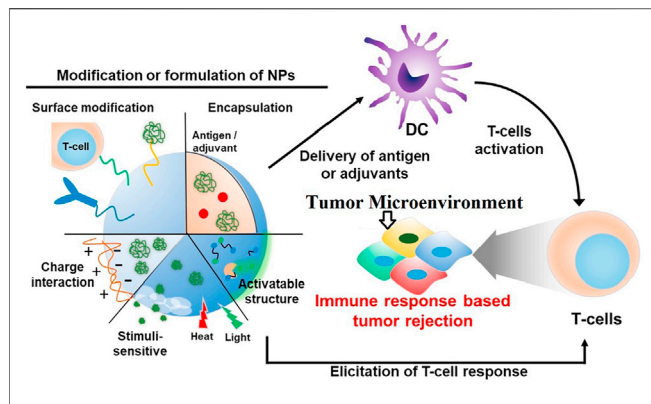 Modification or formulation of NPs
Surface modification
Encapsulation
T-cell
Antigen /
adjuvant
Charge
interaction
+
+
+
+
−
−
−
Stimuli-
sensitive
Heat
Light
Activatable
structure
DC
Delivery of antigen
or adjuvants
T-cells
activation
Tumor Microenvironment
Immune response based
tumor rejection
T-cells
Elicitation of T-cell response